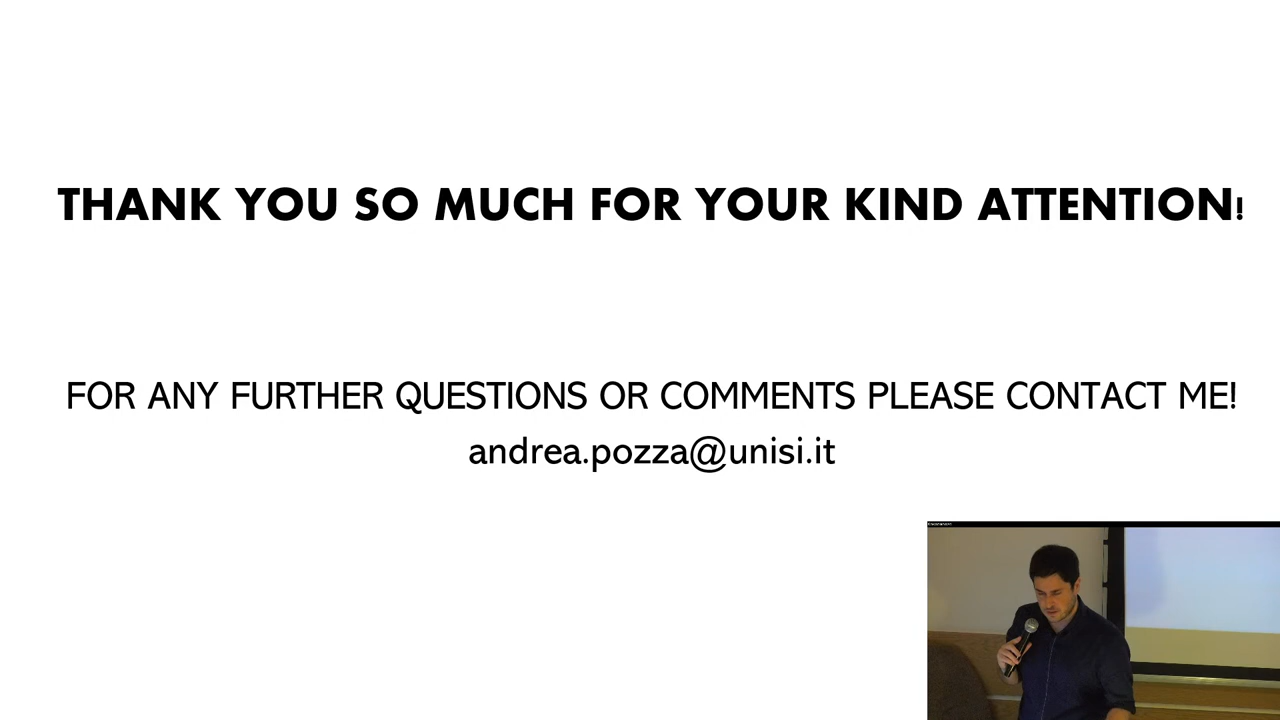 THANK YOU SO MUCH FOR YOUR KIND ATTENTION!
FOR ANY FURTHER QUESTIONS OR COMMENTS PLEASE CONTACT ME!
andrea.pozza@unisi.it